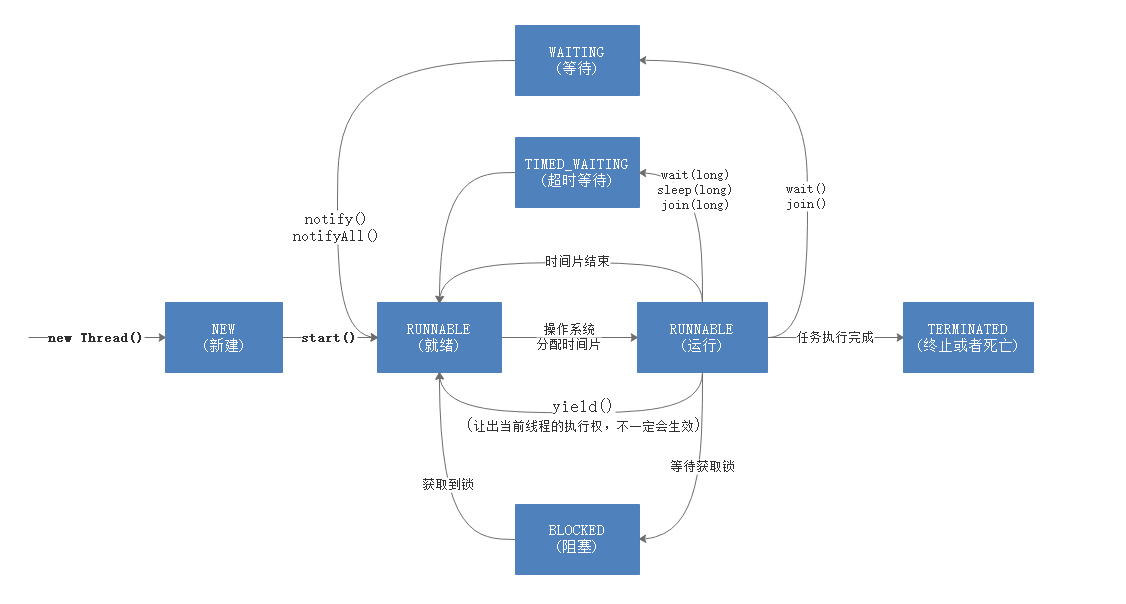 WAITING
(等待)
TIMED_WAITING
(超时等待)
wait(long)
sleep(long)
join(long)
wait()
join()
notify()
notifyAll()
时间片结束
new Thread()
NEW
(新建)
start()
RUNNABLE
(就绪)
操作系统
分配时间片
RUNNABLE
(运行)
任务执行完成
TERMINATED
(终止或者死亡)
yield()
(让出当前线程的执行权，不一定会生效)
等待获取锁
获取到锁
BLOCKED
(阻塞)